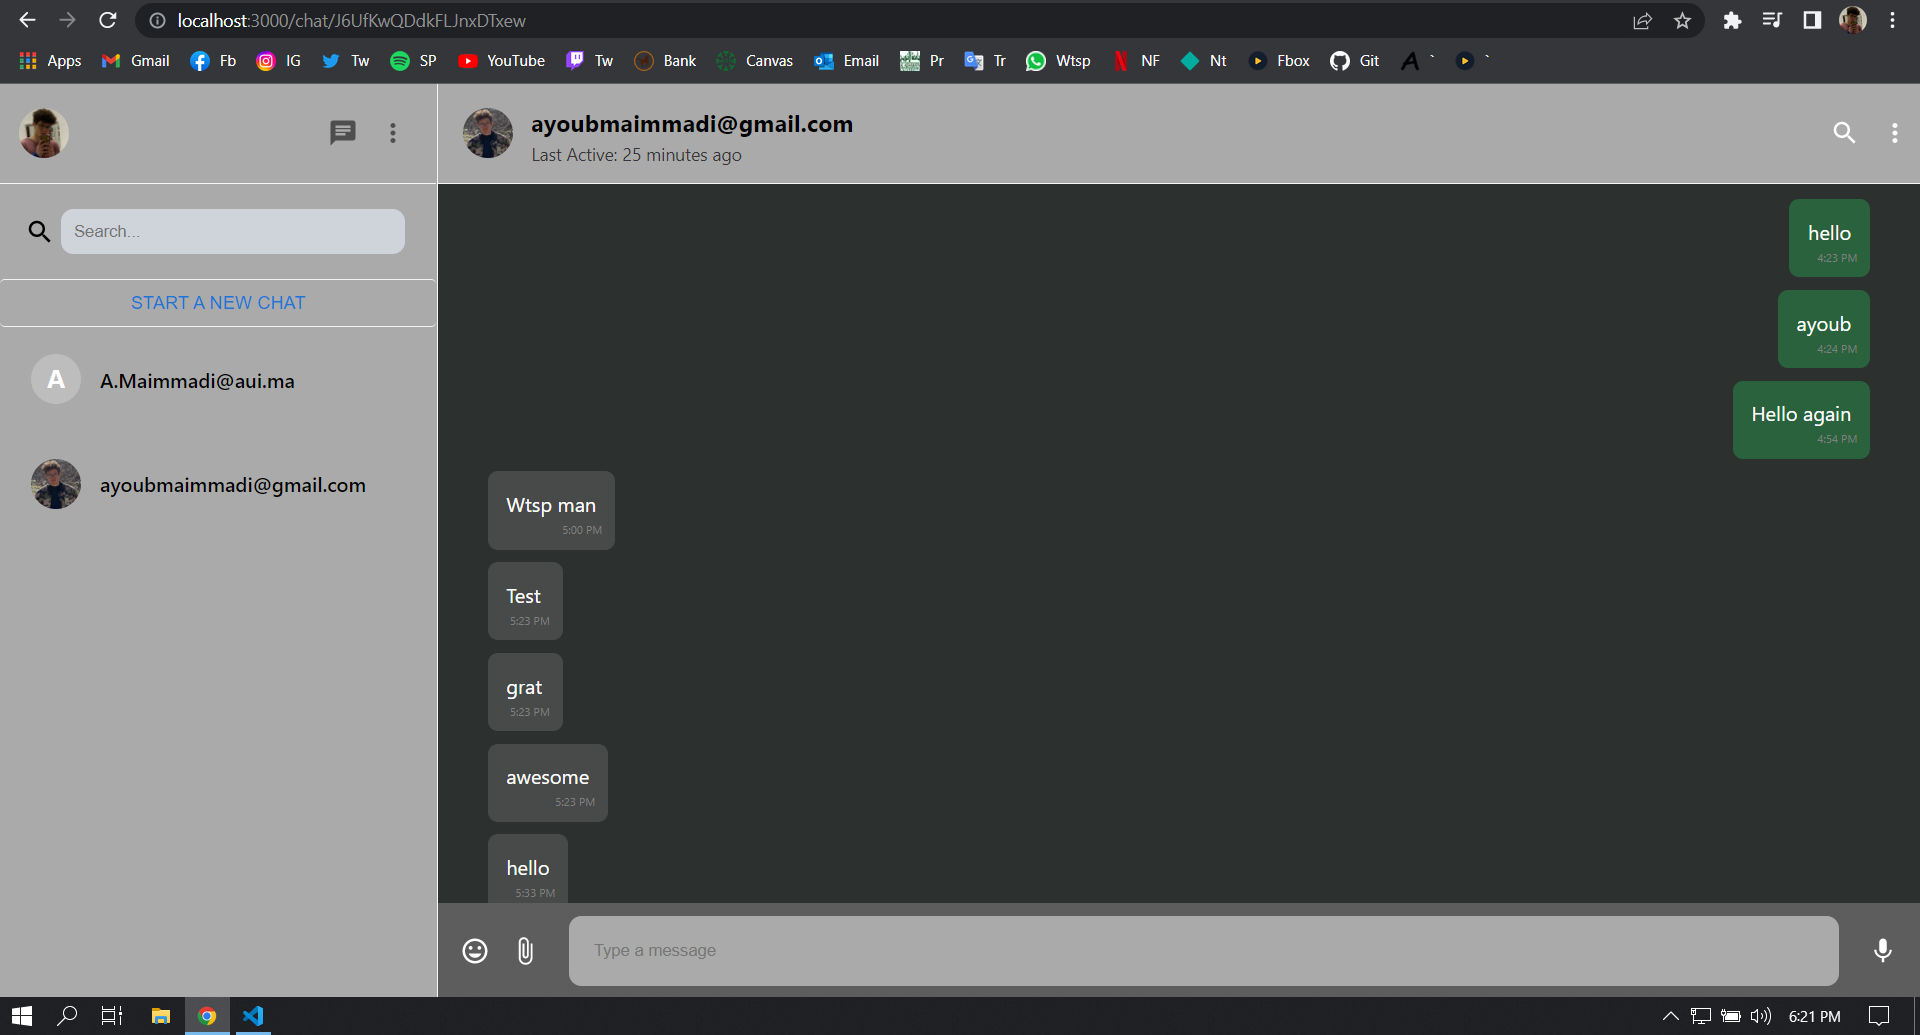 localhost:3000/chat/J6UfKwQDdkFLJnxDTxew
Apps Gmail Fb IG Tw SP YouTube Tw Bank Canvas Email Pr Tr Wtsp NF Nt Fbox Git ` `
ayoubmaimmadi@gmail.com
Last Active: 25 minutes ago
Search...
START A NEW CHAT
A A.Maimmadi@aui.ma
ayoubmaimmadi@gmail.com
hello
4:23 PM
ayoub
4:24 PM
Hello again
4:54 PM
Wtsp man
5:00 PM
Test
5:23 PM
grat
5:23 PM
awesome
5:23 PM
hello
5:33 PM
Type a message
6:21 PM